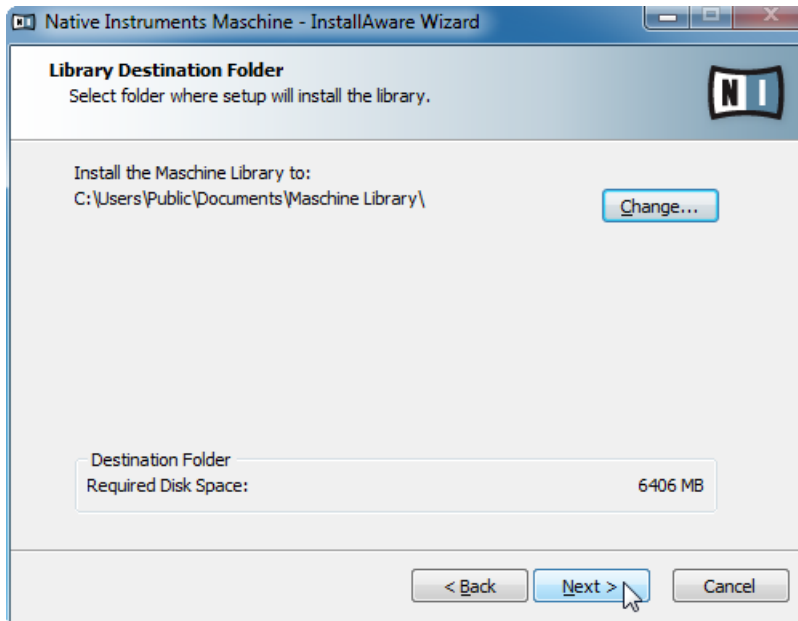 Native Instruments Maschine - InstallAware Wizard
Library Destination Folder
Select folder where setup will install the library.
N I
Install the Maschine Library to:
C:\Users\Public\Documents\Maschine Library\
Change...
Destination Folder
Required Disk Space: 6406 MB
< Back Next > Cancel